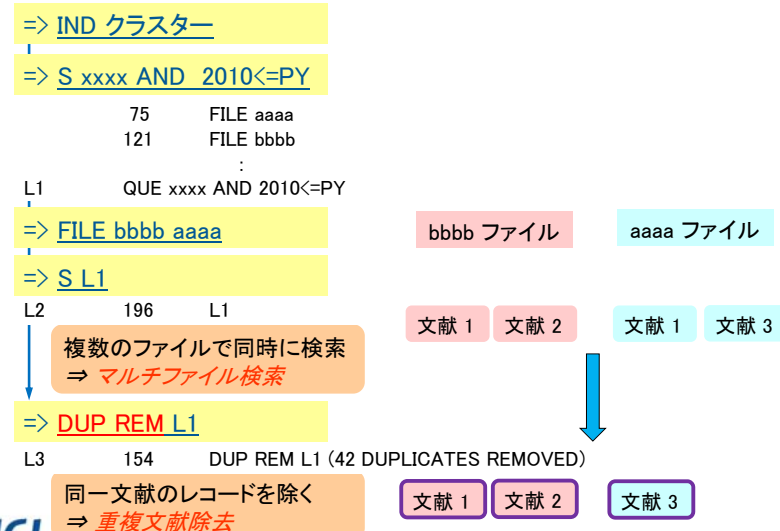 => IND クラスター
=> S xxxx AND 2010<=PY
75 FILE aaaa
121 FILE bbbb
:
L1 QUE xxxx AND 2010<=PY
=> FILE bbbb aaaa
bbbb ファイル aaaa ファイル
=> S L1
L2 196 L1
文献 1 文献 2 文献 1 文献 3
複数のファイルで同時に検索
⇒ マルチファイル検索
=> DUP REM L1
L3 154 DUP REM L1 (42 DUPLICATES REMOVED)
同一文献のレコードを除く
⇒ 重複文献除去
文献 1 文献 2 文献 3